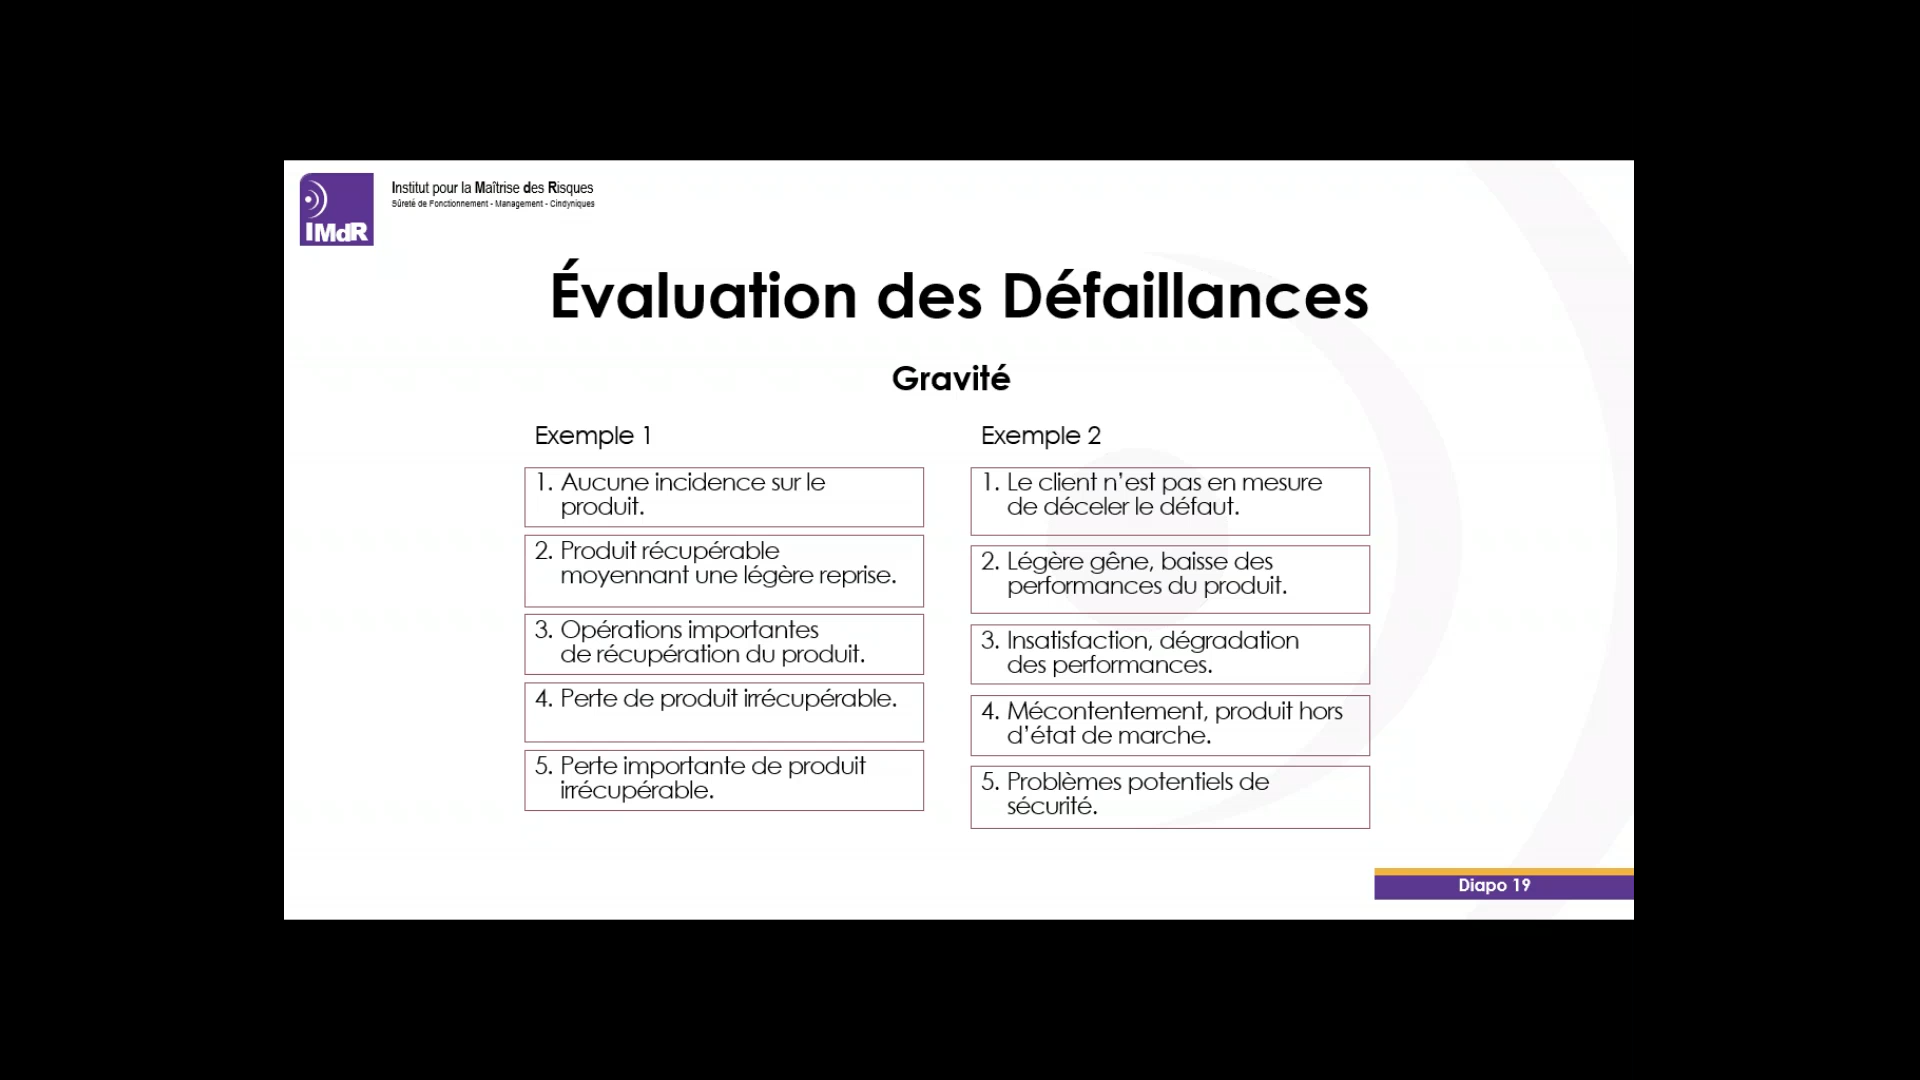 IMdR
Institut pour la Maîtrise des Risques
Sûreté de Fonctionnement - Management - Cindyniques
Évaluation des Défaillances
Gravité
Exemple 1
1. Aucune incidence sur le
produit.
2. Produit récupérable
moyennant une légère reprise.
3. Opérations importantes
de récupération du produit.
4. Perte de produit irrécupérable.
5. Perte importante de produit
irrécupérable.
Exemple 2
1. Le client n’est pas en mesure
de déceler le défaut.
2. Légère gêne, baisse des
performances du produit.
3. Insatisfaction, dégradation
des performances.
4. Mécontentement, produit hors
d’état de marche.
5. Problèmes potentiels de
sécurité.
Diapo 19